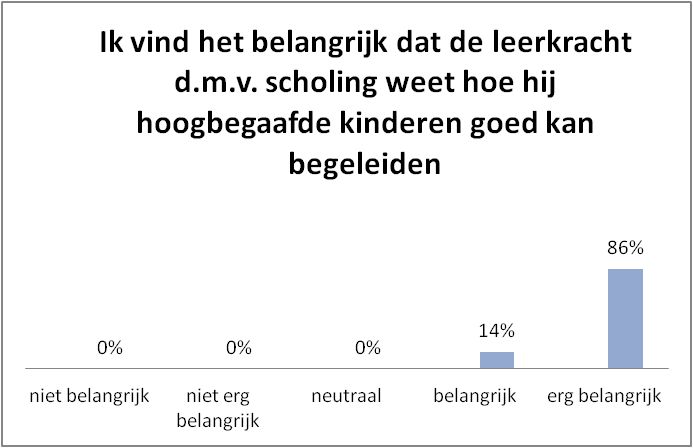 Ik vind het belangrijk dat de leerkracht
d.m.v. scholing weet hoe hij
hoogbegaafde kinderen goed kan
begeleiden
86%
14%
0%
0%
0%
niet belangrijk
niet erg
belangrijk
neutraal
belangrijk
erg belangrijk